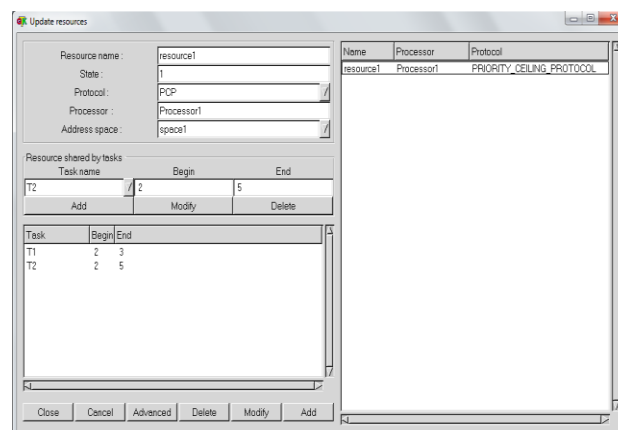 Update resources
Resource name :
resource1
State :
1
Protocol :
PCP
Processor :
Processor1
Address space :
space1
Resource shared by tasks
Task name Begin End
T2 2 5
Add Modify Delete
Task Begin End
T1 2 3
T2 2 5
Close Cancel Advanced Delete Modify Add
Name Processor Protocol
resource1 Processor1 PRIORITY_CEILING_PROTOCOL